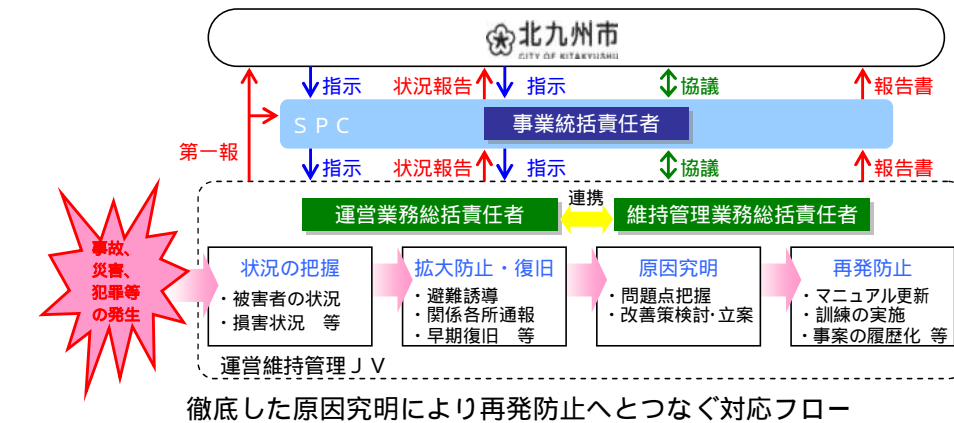 北九州市
CITY OF KITAKYUSHU
指示
状況報告
指示
協議
報告書
ＳＰＣ
事業統括責任者
第一報
指示
状況報告
指示
協議
報告書
運営業務総括責任者
連携
維持管理業務総括責任者
事故、
災害、
犯罪等
の発生
状況の把握
・被害者の状況
・損害状況　等
拡大防止・復旧
・避難誘導
・関係各所通報
・早期復旧　等
原因究明
・問題点把握
・改善策検討･立案
再発防止
・マニュアル更新
・訓練の実施
・事案の履歴化 等
運営維持管理ＪＶ
徹底した原因究明により再発防止へとつなぐ対応フロー